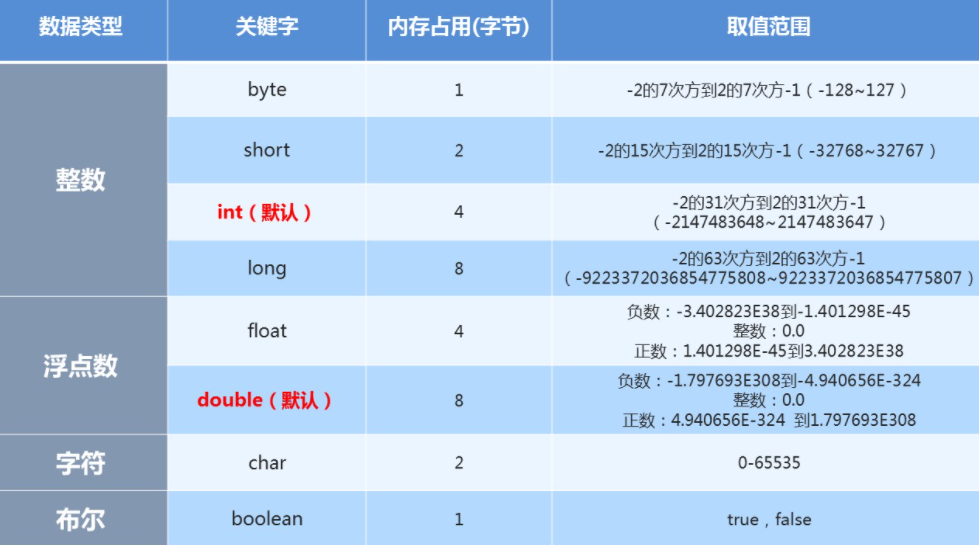 数据类型 关键字 内存占用(字节) 取值范围
整数
byte 1 -2的7次方到2的7次方-1（-128~127）
short 2 -2的15次方到2的15次方-1（-32768~32767）
int（默认） 4 -2的31次方到2的31次方-1
（-2147483648~2147483647）
long 8 -2的63次方到2的63次方-1
（-9223372036854775808~9223372036854775807）
浮点数
float 4 负数：-3.402823E38到-1.401298E-45
整数：0.0
正数：1.401298E-45到3.402823E38
double（默认） 8 负数：-1.797693E308到-4.940656E-324
整数：0.0
正数：4.940656E-324 到1.797693E308
字符 char 2 0-65535
布尔 boolean 1 true，false